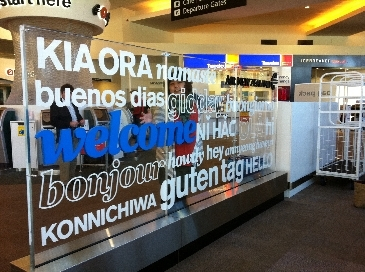 start here
Departure Gates
KIA ORA namaste
buenos dias gidday
welcome NI HAO
bonjour howdy hey
guten tag HELLO
KONNICHIWA